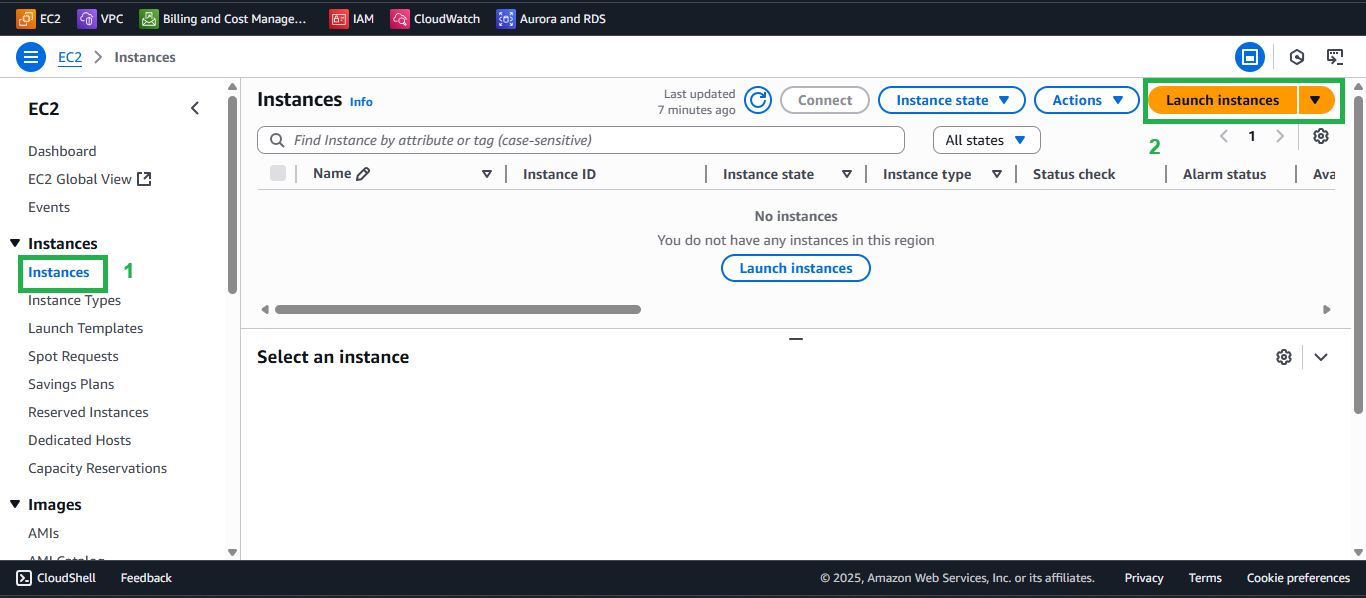 EC2 VPC Billing and Cost Manage... IAM CloudWatch Aurora and RDS
EC2 Instances
EC2
Dashboard
EC2 Global View
Events
Instances
Instances 1
Instance Types
Launch Templates
Spot Requests
Savings Plans
Reserved Instances
Dedicated Hosts
Capacity Reservations
Images
AMIs
AMI Catalog
Instances Info
Last updated
7 minutes ago
Connect Instance state Actions Launch instances
2
Find Instance by attribute or tag (case-sensitive) All states 1
Name Instance ID Instance state Instance type Status check Alarm status Ava
No instances
You do not have any instances in this region
Launch instances
Select an instance
CloudShell Feedback © 2025, Amazon Web Services, Inc. or its affiliates. Privacy Terms Cookie preferences